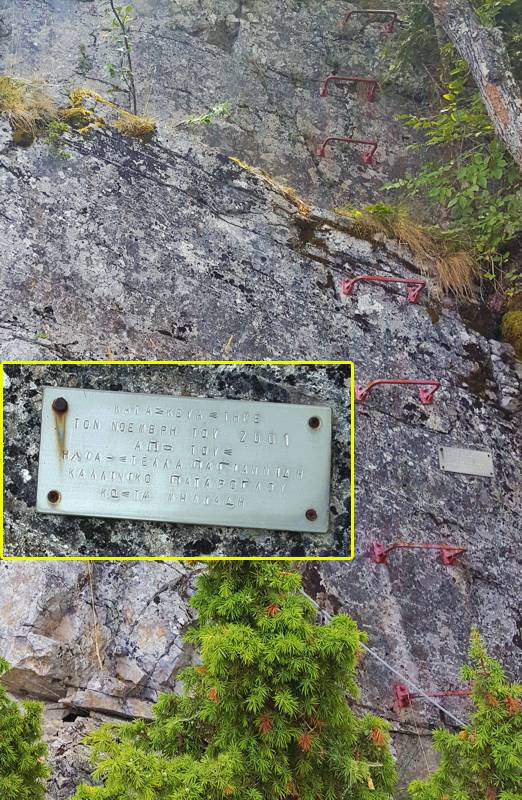 ΚΑΤΑΣΚΕΥΑΣΤΗΚΕ
ΤΟΝ ΝΟΕΜΒΡΗ ΤΟΥ 2001
ΑΠΟ ΤΟΥΣ
ΗΛΙΑ-ΣΤΕΛΛΑ
ΚΑΛΛΙΝΙΚΟ
ΚΩΣΤΑ